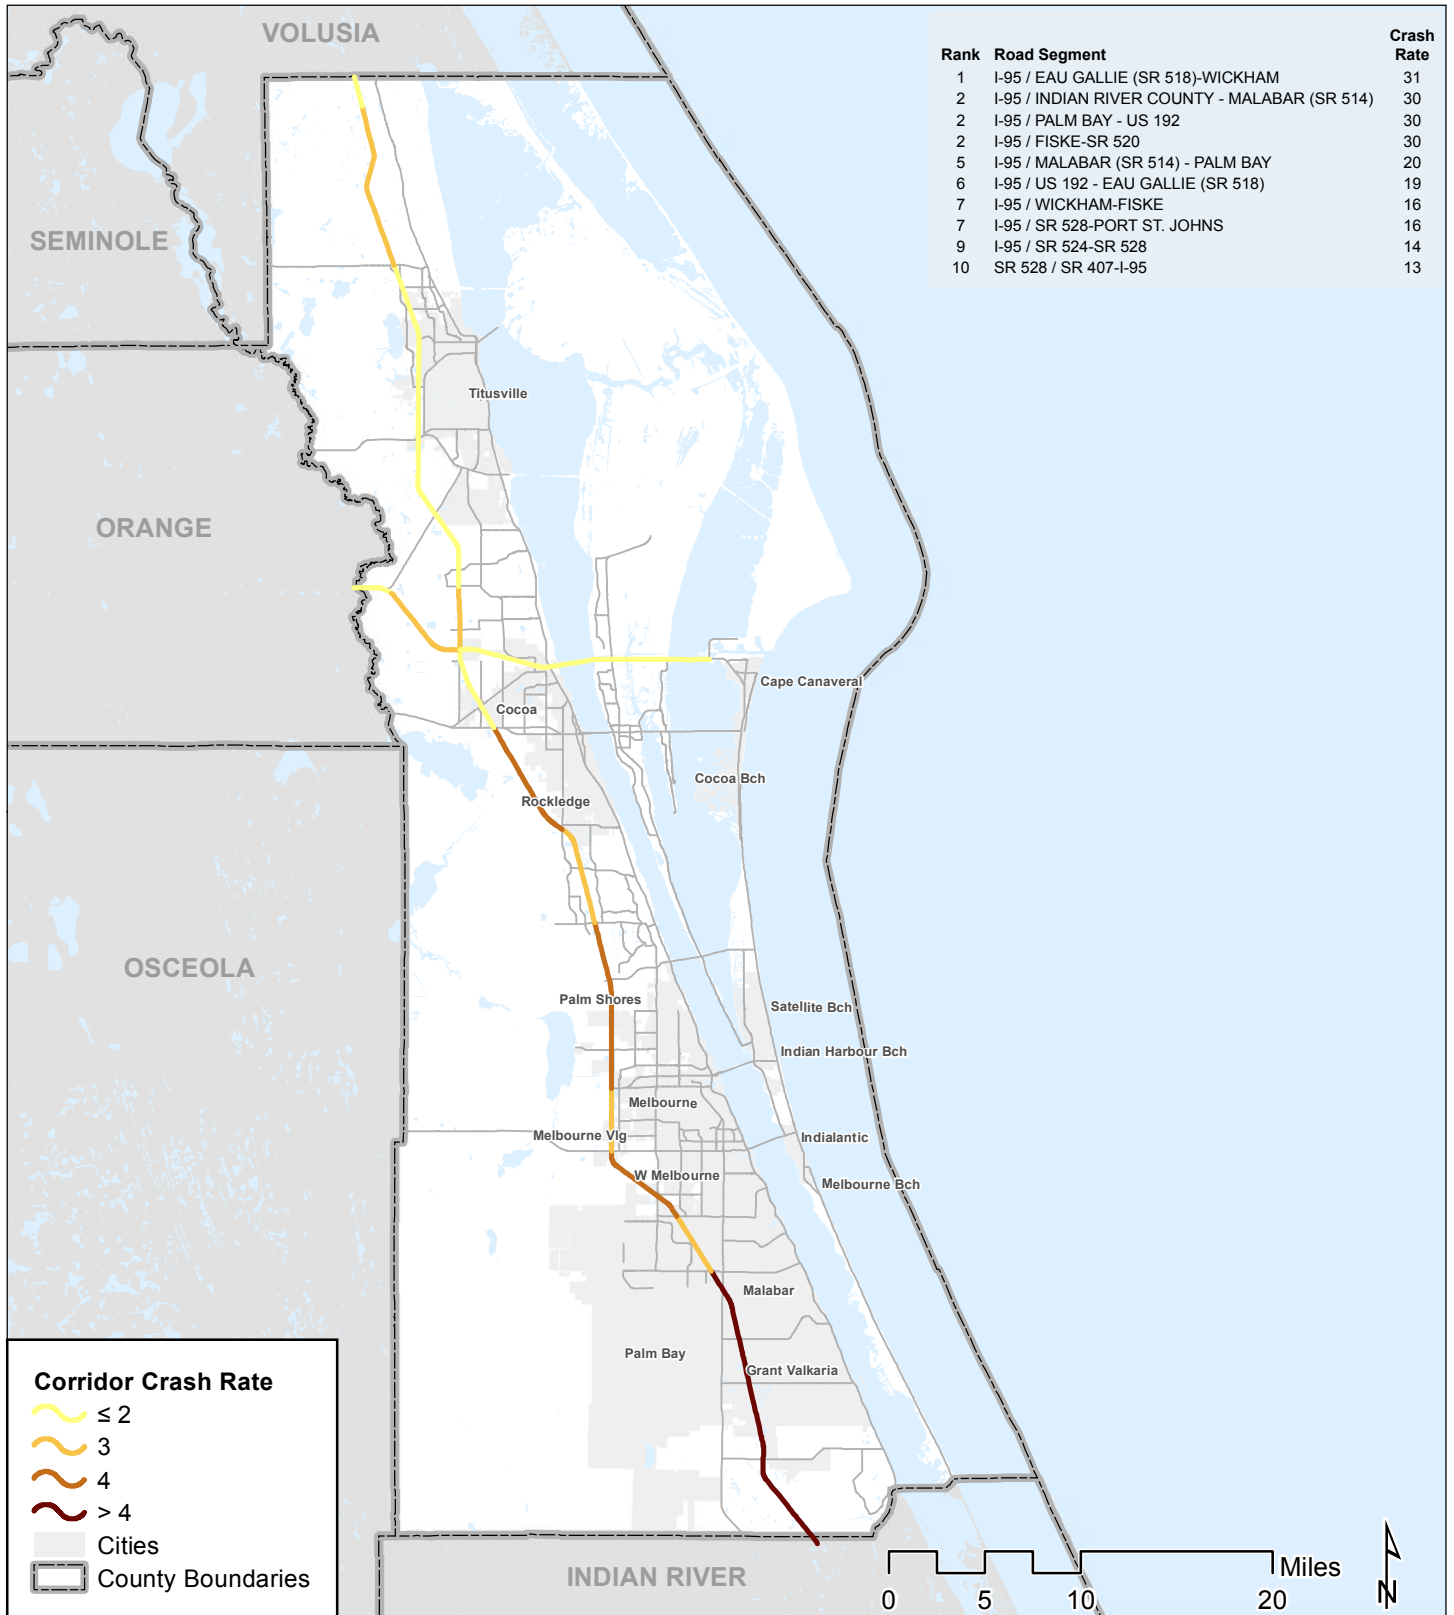 VOLUSIA
SEMINOLE
ORANGE
OSCEOLA
INDIAN RIVER
Rank Road Segment Crash Rate
1 I-95 / EAU GALLIE (SR 518)-WICKHAM 31
2 I-95 / INDIAN RIVER COUNTY - MALABAR (SR 514) 30
2 I-95 / PALM BAY - US 192 30
2 I-95 / FISKE-SR 520 30
5 I-95 / MALABAR (SR 514) - PALM BAY 20
6 I-95 / US 192 - EAU GALLIE (SR 518) 19
7 I-95 / WICKHAM-FISKE 16
7 I-95 / SR 528-PORT ST. JOHNS 16
9 I-95 / SR 524-SR 528 14
10 SR 528 / SR 407-I-95 13
Titusville
Cape Canaveral
Cocoa
Cocoa Bch
Rockledge
Palm Shores
Satellite Bch
Indian Harbour Bch
Melbourne
Melbourne Vlg
Indialantic
W Melbourne
Melbourne Bch
Malabar
Palm Bay
Grant Valkaria
Corridor Crash Rate
≤ 2
3
4
> 4
Cities
County Boundaries
Miles
0 5 10 20
N